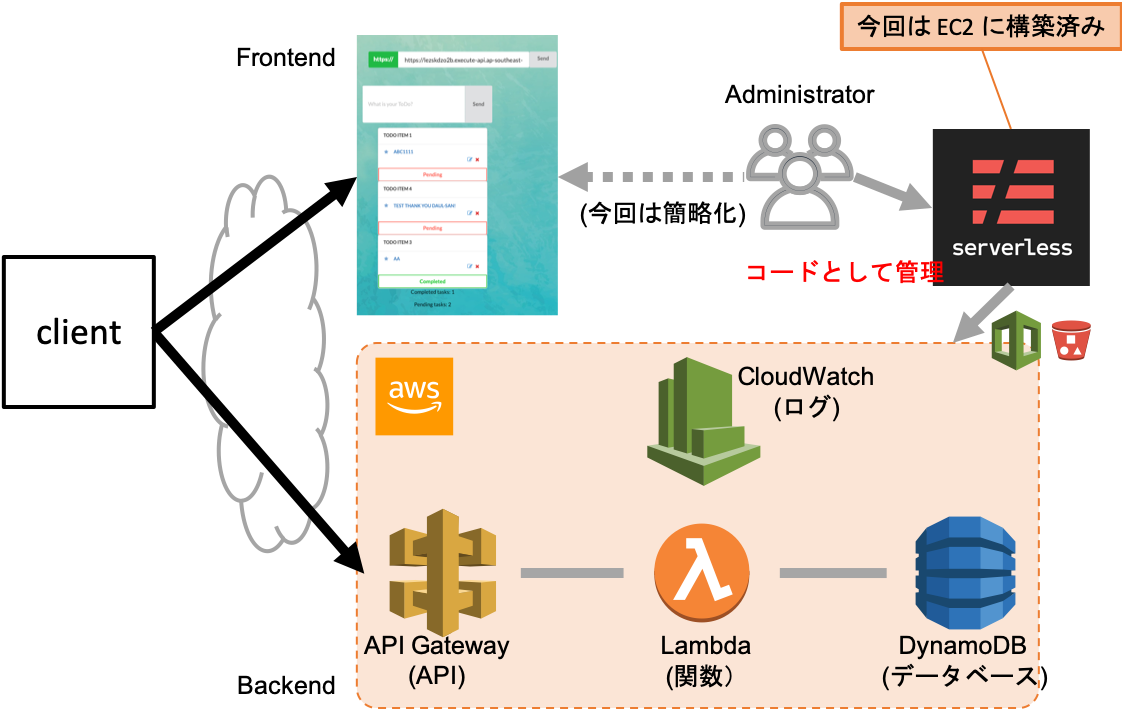 今回は EC2 に構築済み
Frontend
https://
https://lezskdzo2b.execute-api.ap-southeast-
Send
What is your ToDo?
Send
TODO ITEM 1
ABC1111
Pending
TODO ITEM 4
TEST THANK YOU DAUL EAN!
Pending
TODO ITEM 3
AA
Completed
Completed tasks: 1
Pending tasks: 2
Administrator
(今回は簡略化)
serverless
コードとして管理
client
aws
CloudWatch
(ログ)
API Gateway
(API)
Lambda
(関数）
DynamoDB
(データベース)
Backend